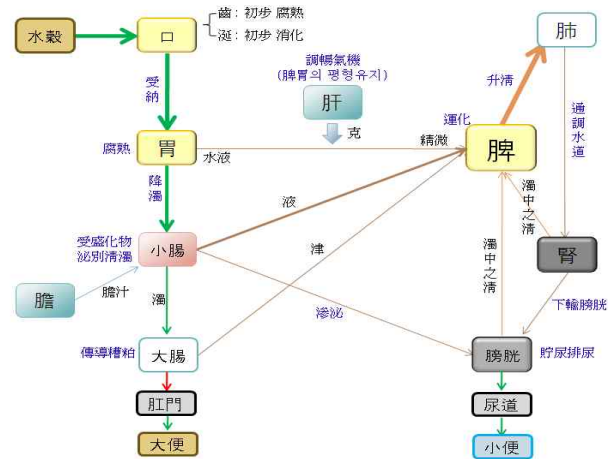 水穀
口
齒 : 初步 腐熟
涎 : 初步 消化
肺
受納
調暢氣機
(脾胃의 평형유지)
肝
克
升淸
通調水道
運化
腐熟
胃
水液
精微
脾
降濁
液
濁中之淸
受盛化物
泌別淸濁
小腸
津
濁中之淸
腎
膽
膽汁
濁
滲泌
下輸膀胱
傳導糟粕
大腸
膀胱
貯尿排尿
肛門
尿道
大便
小便